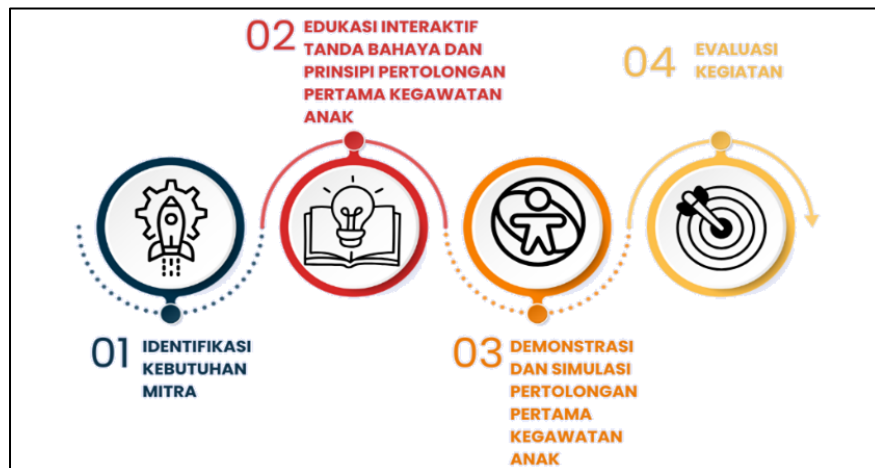 01 IDENTIFIKASI
KEBUTUHAN
MITRA
02 EDUKASI INTERAKTIF
TANDA BAHAYA DAN
PRINSIPI PERTOLONGAN
PERTAMA KEGAWATAN
ANAK
03 DEMONSTRASI
DAN SIMULASI
PERTOLONGAN
PERTAMA
KEGAWATAN
ANAK
04 EVALUASI
KEGIATAN